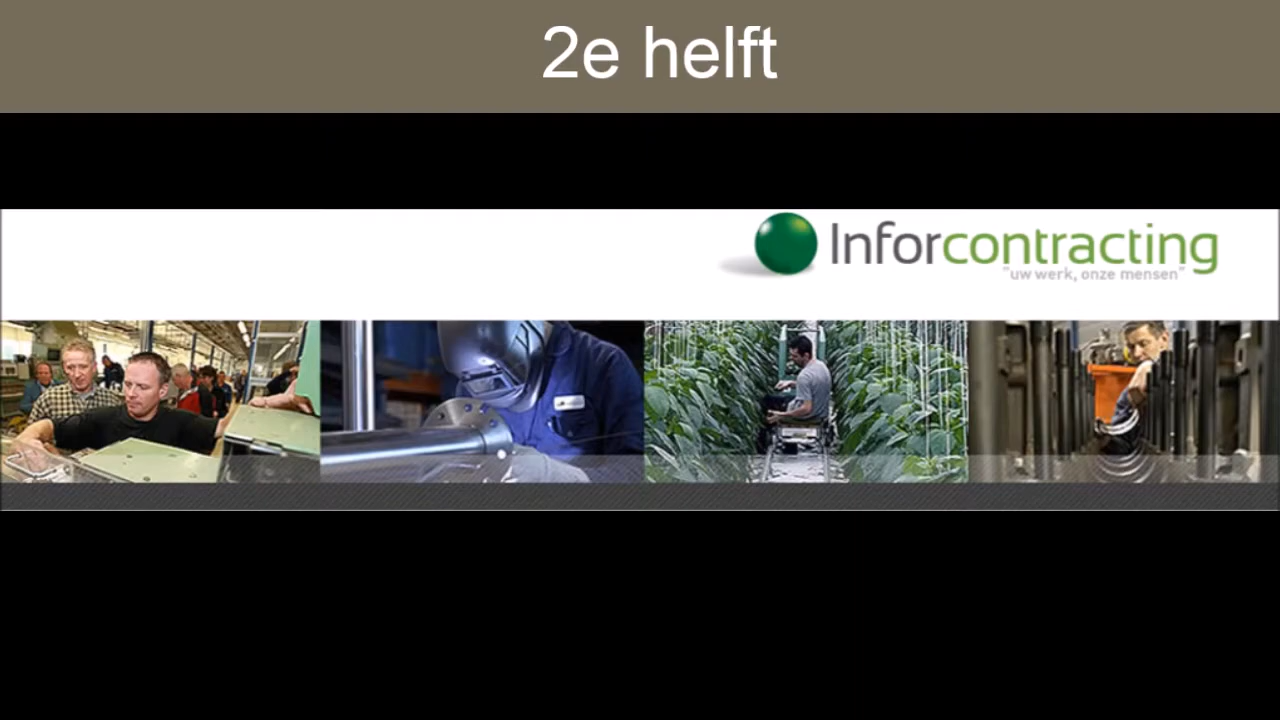 2e helft
Inforcontracting
"uw werk, onze mensen"